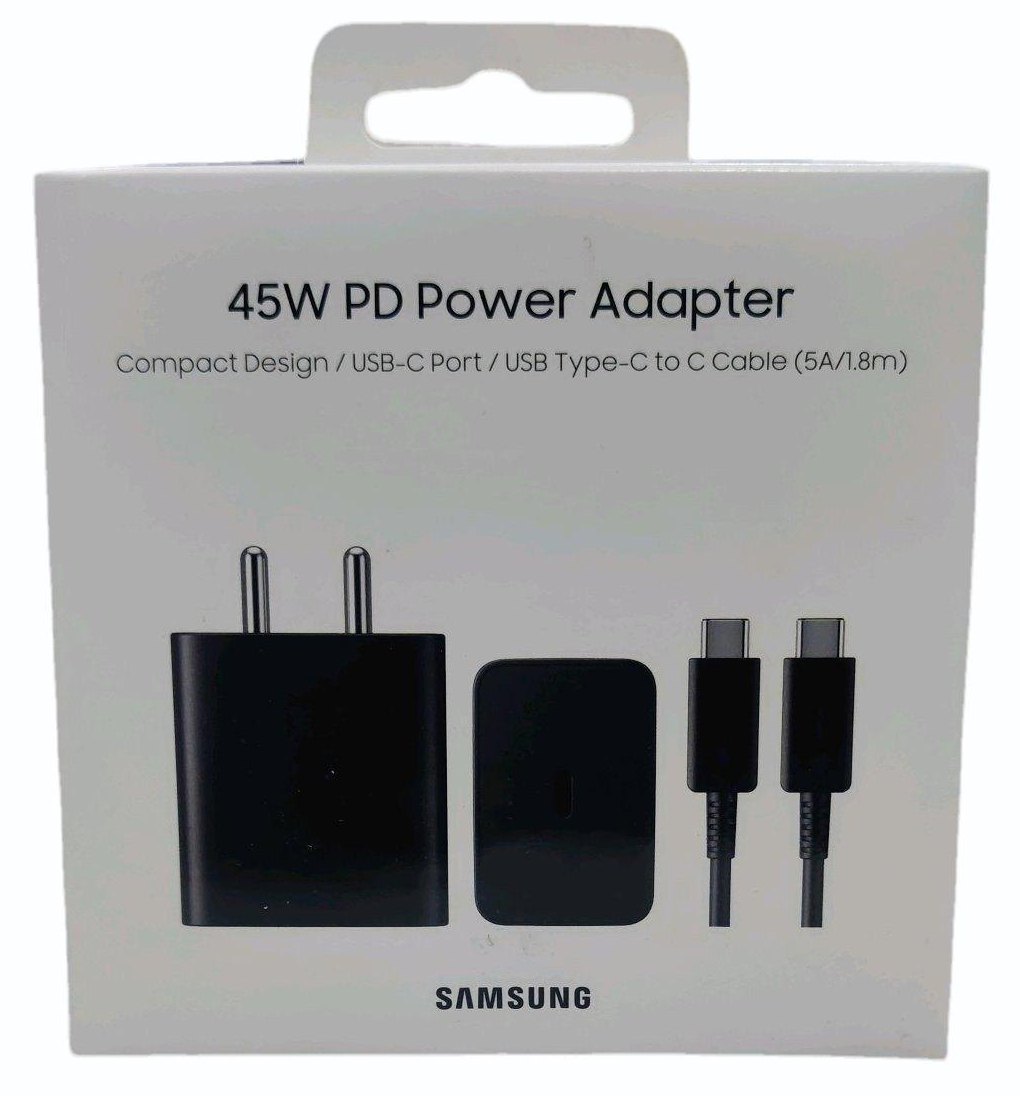 45W PD Power Adapter
Compact Design / USB-C Port / USB Type-C to C Cable (5A/1.8m)
SAMSUNG